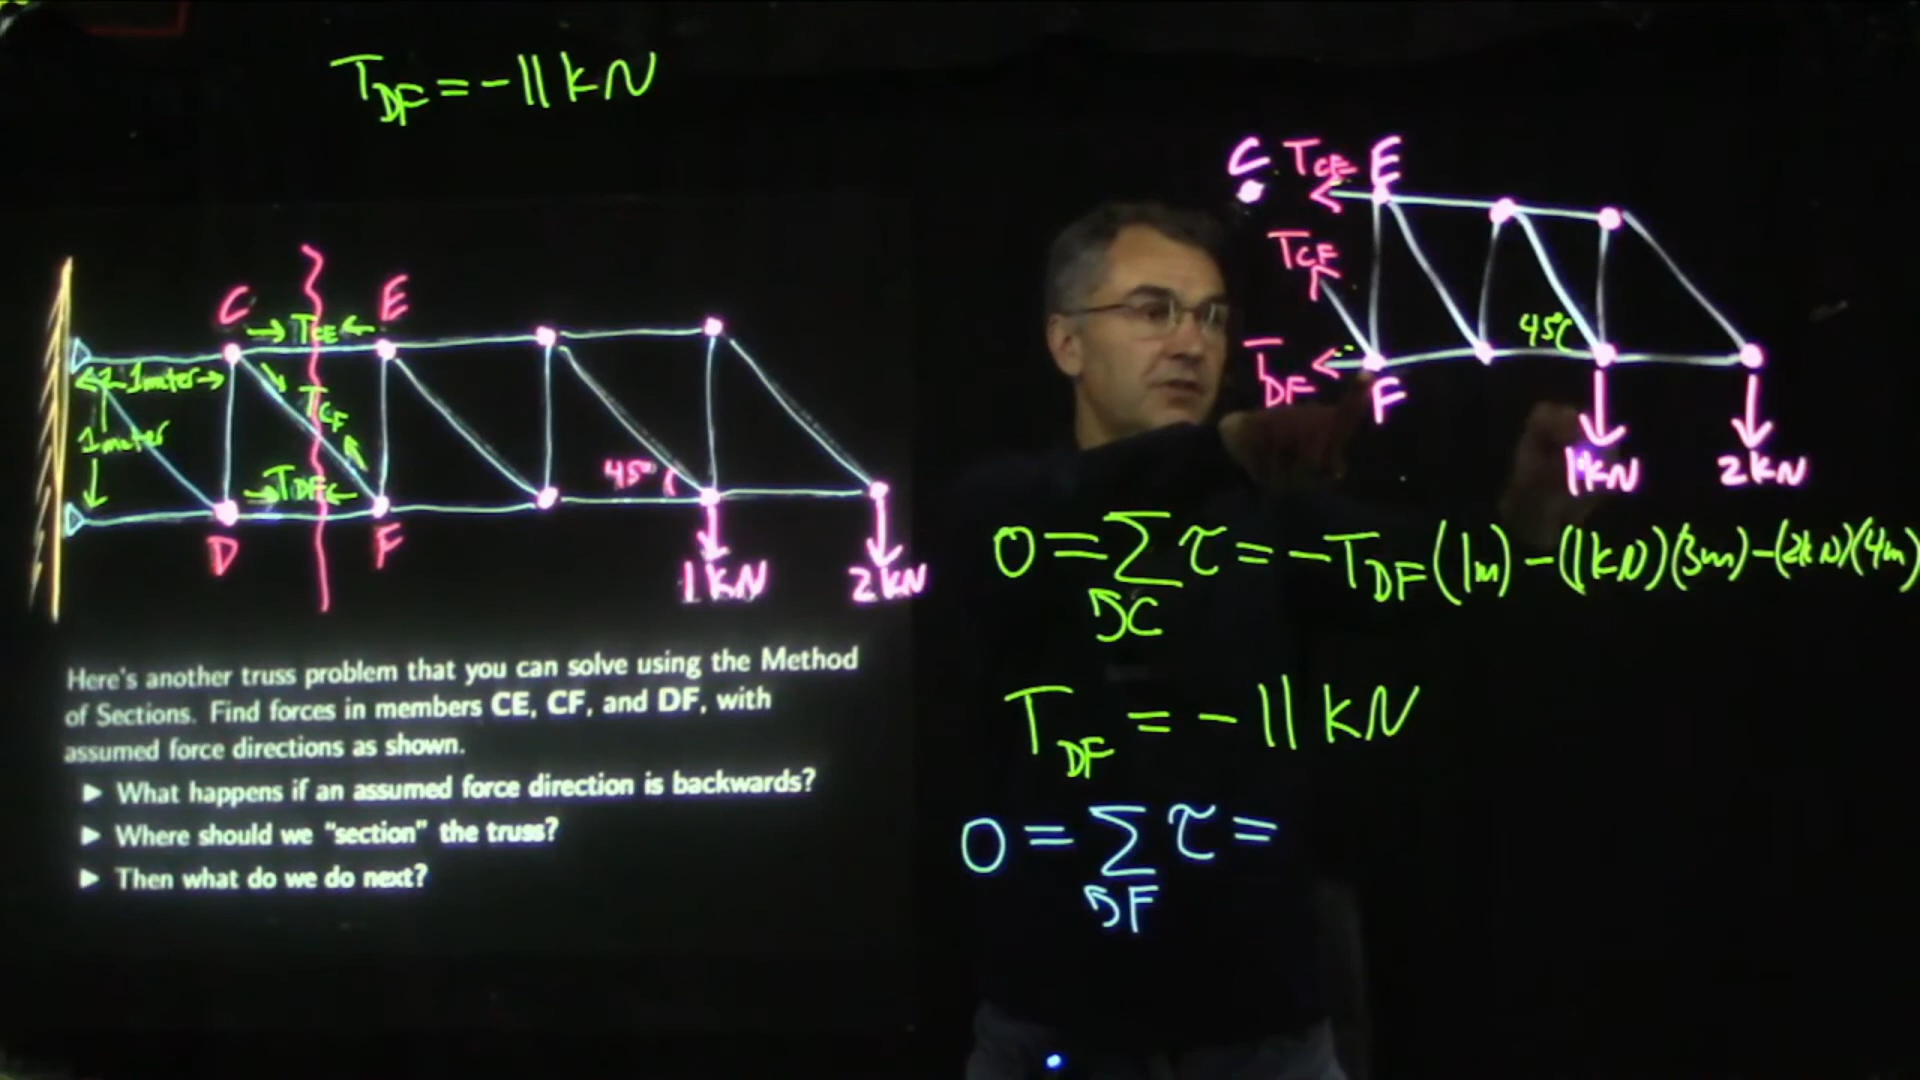 T_DF = -11 kN
C E
T_CE
1 meter
T_CF
1 meter
T_DF
45°
D F
1 kN 2 kN
Here's another truss problem that you can solve using the Method
of Sections. Find forces in members CE, CF, and DF, with
assumed force directions as shown.
▶ What happens if an assumed force direction is backwards?
▶ Where should we "section" the truss?
▶ Then what do we do next?
C T_CE E
T_CF
45°
T_DF F
1 kN 2 kN
0 = Σ τ = -T_DF (1m) - (1kN)(3m) - (2kN)(4m)
↺C
T_DF = -11 kN
0 = Σ τ =
↺F